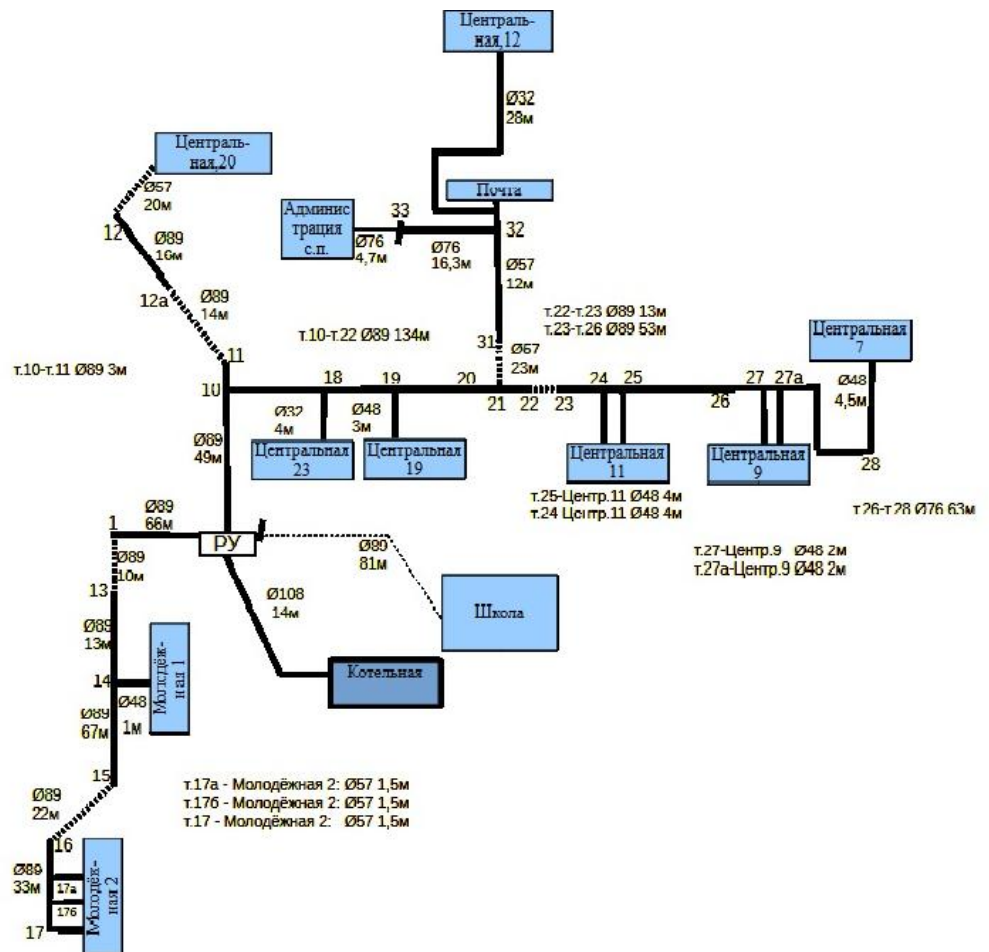 Централь-
ная,12
Ø32
28м
Централь-
ная,20
Ø57
20м
Почта
Админис
трация
с.п.
33
32
12
Ø76
4,7м
Ø76
16,3м
Ø89
16м
Ø57
12м
12а
Ø89
14м
т.22-т.23 Ø89 13м
т.23-т.26 Ø89 53м
т.10-т.22 Ø89 134м
Центральная
7
11
31
Ø57
23м
т.10-т.11 Ø89 3м
10
18
19
20
21
22
23
24
25
26
27
27а
Ø48
4,5м
Ø32
4м
Ø48
3м
Ø89
49м
Центральная
23
Центральная
19
Центральная
11
Центральная
9
28
т.25-Центр.11 Ø48 4м
т.24 Центр.11 Ø48 4м
т.26-т.28 Ø76 63м
1
Ø89
66м
РУ
Ø89
81м
т.27-Центр.9 Ø48 2м
т.27а-Центр.9 Ø48 2м
Ø89
10м
13
Ø108
14м
Школа
Ø89
13м
Молодёж-
ная 1
Котельная
14
Ø48
1м
Ø89
67м
15
т.17а - Молодёжная 2: Ø57 1,5м
т.17б - Молодёжная 2: Ø57 1,5м
т.17 - Молодёжная 2: Ø57 1,5м
Ø89
22м
16
Ø89
33м
17а
17б
17
Молодёж-
ная 2